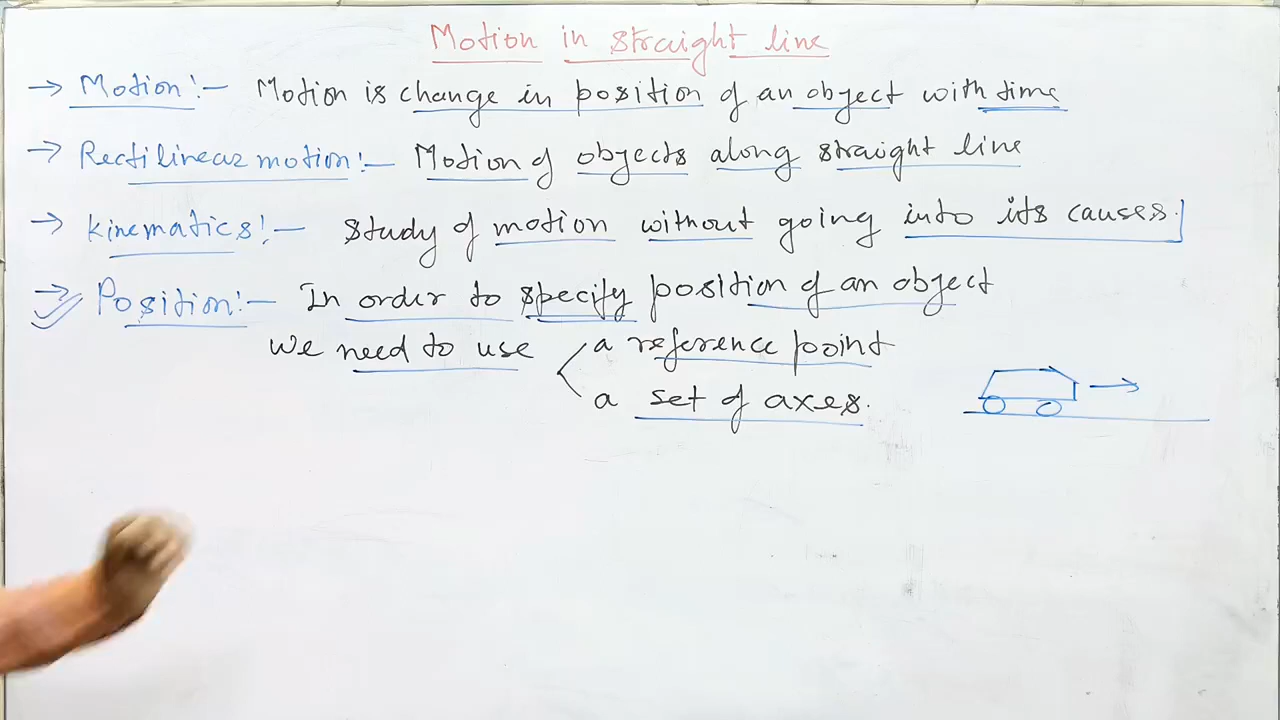 Motion in straight line
→ Motion:- Motion is change in position of an object with time
→ Rectilinear motion:- Motion of objects along straight line
→ kinematics:- study of motion without going into its causes.
→ Position:- In order to specify position of an object
we need to use a reference point
a set of axes.